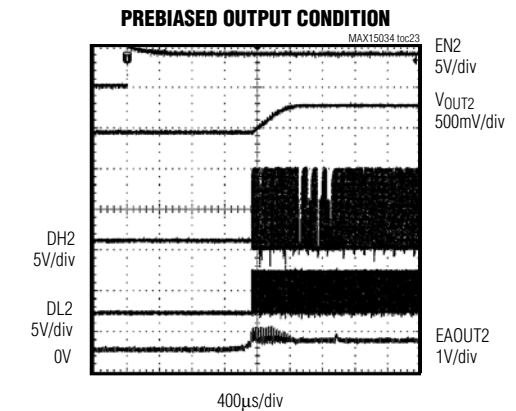 PREBIASED OUTPUT CONDITION
MAX15034 toc23
EN2
5V/div
VOUT2
500mV/div
DH2
5V/div
DL2
5V/div
0V
EAOUT2
1V/div
400µs/div